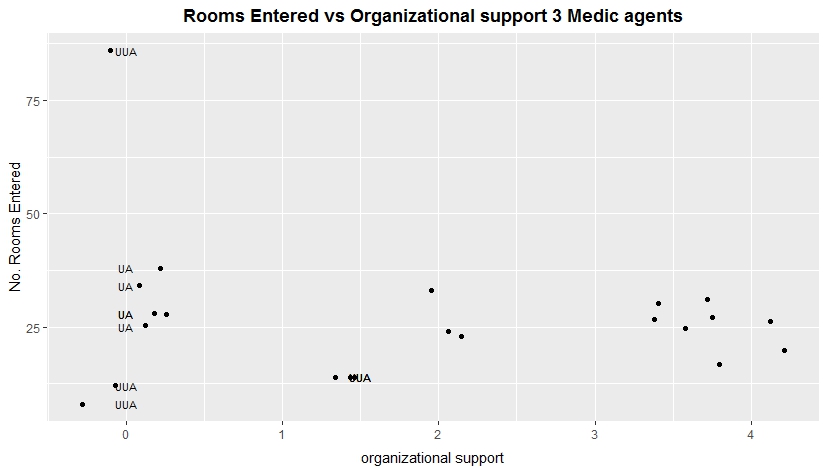 Rooms Entered vs Organizational support 3 Medic agents
No. Rooms Entered
75
50
25
UUA
UA
UA
UA
UA
UUA
UUA
UUA
0
1
2
3
4
organizational support